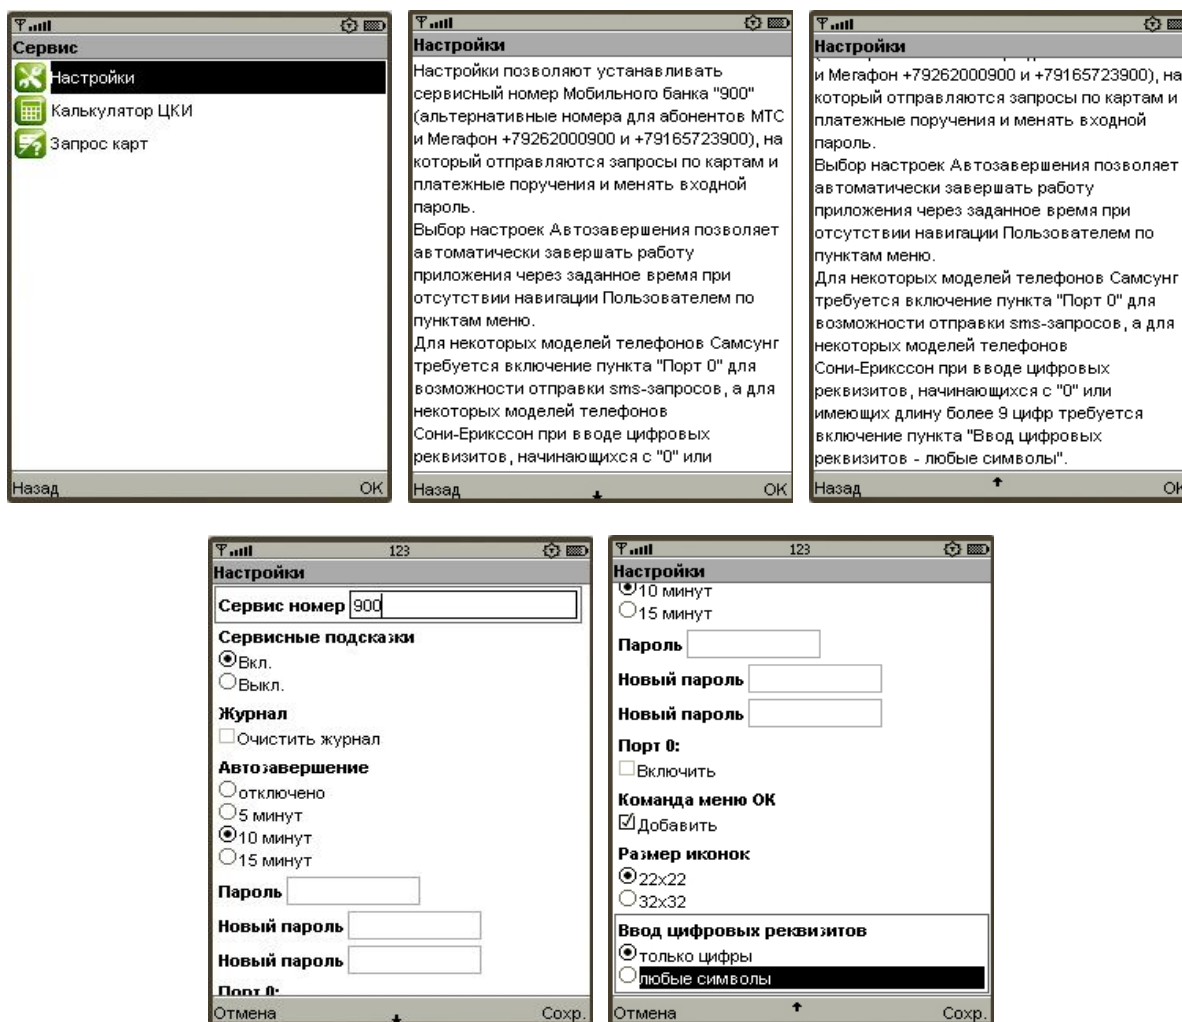 Сервис
Настройки
Калькулятор ЦКИ
Запрос карт
Назад OK
Настройки
Настройки позволяют устанавливать
сервисный номер Мобильного банка "900"
(альтернативные номера для абонентов МТС
и Мегафон +79262000900 и +79165723900), на
который отправляются запросы по картам и
платежные поручения и менять входной
пароль.
Выбор настроек Автозавершения позволяет
автоматически завершать работу
приложения через заданное время при
отсутствии навигации Пользователем по
пунктам меню.
Для некоторых моделей телефонов Самсунг
требуется включение пункта "Порт 0" для
возможности отправки sms-запросов, а для
некоторых моделей телефонов
Сони-Ерикссон при вводе цифровых
реквизитов, начинающихся с "0" или
Назад OK
Настройки
и Мегафон +79262000900 и +79165723900), на
который отправляются запросы по картам и
платежные поручения и менять входной
пароль.
Выбор настроек Автозавершения позволяет
автоматически завершать работу
приложения через заданное время при
отсутствии навигации Пользователем по
пунктам меню.
Для некоторых моделей телефонов Самсунг
требуется включение пункта "Порт 0" для
возможности отправки sms-запросов, а для
некоторых моделей телефонов
Сони-Ерикссон при вводе цифровых
реквизитов, начинающихся с "0" или
имеющих длину более 9 цифр требуется
включение пункта "Ввод цифровых
реквизитов - любые символы".
Назад OK
123
Настройки
Сервис номер 900
Сервисные подсказки
Вкл.
Выкл.
Журнал
Очистить журнал
Автозавершение
отключено
5 минут
10 минут
15 минут
Пароль
Новый пароль
Новый пароль
Порт 0:
Отмена Сохр.
123
Настройки
10 минут
15 минут
Пароль
Новый пароль
Новый пароль
Порт 0:
Включить
Команда меню OK
Добавить
Размер иконок
22x22
32x32
Ввод цифровых реквизитов
только цифры
любые символы
Отмена Сохр.